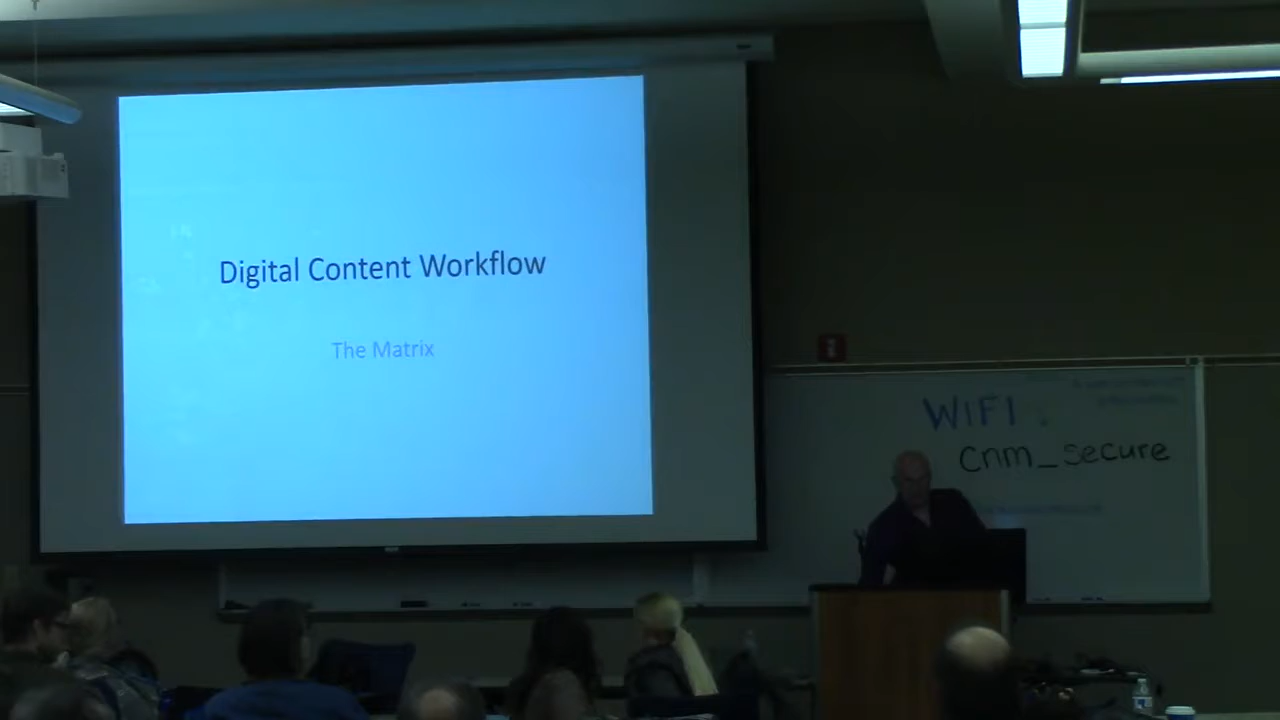 Digital Content Workflow
The Matrix
WIFI.
cnm_secure